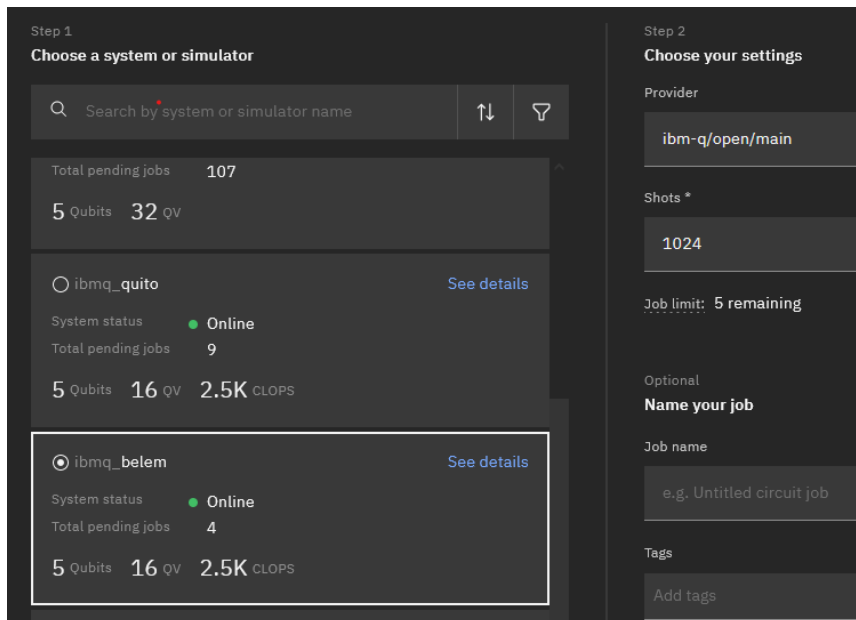 Step 1
Choose a system or simulator
Search by system or simulator name
Total pending jobs 107
5 Qubits 32 QV
ibmq_quito See details
System status Online
Total pending jobs 9
5 Qubits 16 QV 2.5K CLOPS
ibmq_belem See details
System status Online
Total pending jobs 4
5 Qubits 16 QV 2.5K CLOPS
Step 2
Choose your settings
Provider
ibm-q/open/main
Shots *
1024
Job limit: 5 remaining
Optional
Name your job
Job name
e.g. Untitled circuit job
Tags
Add tags